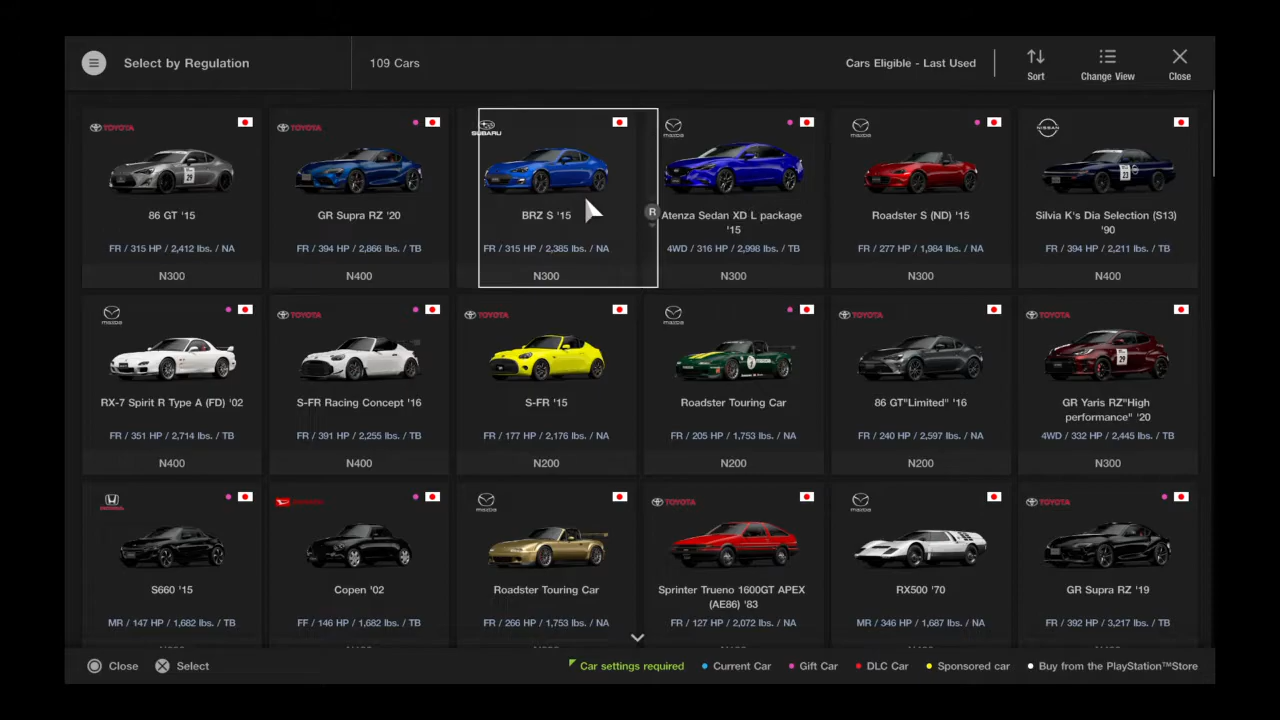 Select by Regulation
109 Cars
Cars Eligible - Last Used
Sort
Change View
Close
TOYOTA
86 GT '15
FR / 315 HP / 2,412 lbs. / NA
N300
TOYOTA
GR Supra RZ '20
FR / 394 HP / 2,866 lbs. / TB
N400
SUBARU
BRZ S '15
FR / 315 HP / 2,385 lbs. / NA
N300
R
mazda
Atenza Sedan XD L package
'15
4WD / 316 HP / 2,998 lbs. / TB
N300
mazda
Roadster S (ND) '15
FR / 277 HP / 1,984 lbs. / NA
N300
NISSAN
23
Silvia K's Dia Selection (S13)
'90
FR / 394 HP / 2,211 lbs. / TB
N400
mazda
RX-7 Spirit R Type A (FD) '02
FR / 351 HP / 2,714 lbs. / TB
N400
TOYOTA
S-FR Racing Concept '16
FR / 391 HP / 2,255 lbs. / TB
N400
TOYOTA
S-FR '15
FR / 177 HP / 2,176 lbs. / NA
N200
mazda
Roadster Touring Car
FR / 205 HP / 1,753 lbs. / NA
N200
TOYOTA
86 GT"Limited" '16
FR / 240 HP / 2,597 lbs. / NA
N200
TOYOTA
29
GR Yaris RZ"High
performance" '20
4WD / 332 HP / 2,445 lbs. / TB
N300
HONDA
S660 '15
MR / 147 HP / 1,682 lbs. / TB
Copen '02
FF / 146 HP / 1,682 lbs. / TB
mazda
Roadster Touring Car
FR / 266 HP / 1,753 lbs. / NA
TOYOTA
Sprinter Trueno 1600GT APEX
(AE86) '83
FR / 127 HP / 2,072 lbs. / NA
mazda
RX500 '70
MR / 346 HP / 1,687 lbs. / NA
TOYOTA
GR Supra RZ '19
FR / 392 HP / 3,217 lbs. / TB
Close
Select
Car settings required
Current Car
Gift Car
DLC Car
Sponsored car
Buy from the PlayStation™Store